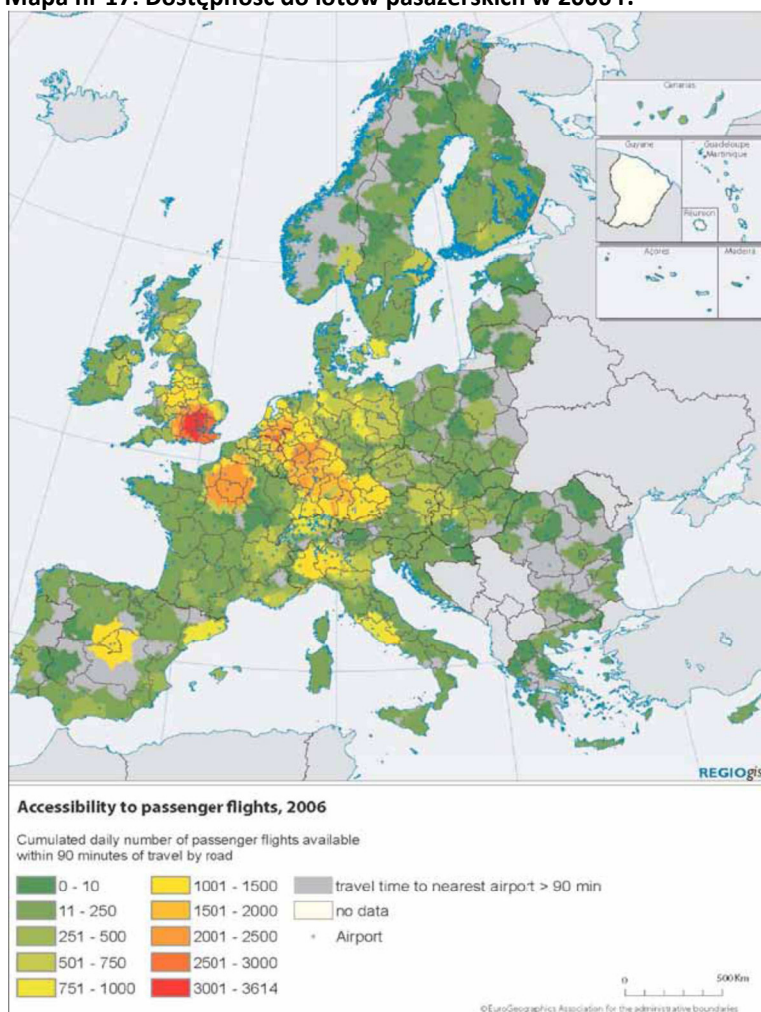 Mapa nr 17. Dostępność do lotów pasażerskich w 2006 r.
Canarias
Guyane
Guadeloupe
Martinique
Réunion
Açores
Madeira
REGIOgis
Accessibility to passenger flights, 2006
Cumulated daily number of passenger flights available
within 90 minutes of travel by road
0 - 10
11 - 250
251 - 500
501 - 750
751 - 1000
1001 - 1500
1501 - 2000
2001 - 2500
2501 - 3000
3001 - 3614
travel time to nearest airport > 90 min
no data
Airport
0
500 Km
©EuroGeographics Association for the administrative boundaries